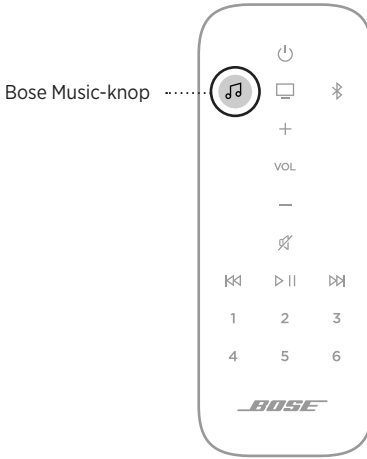 Bose Music-knop
VOL
1 2 3
4 5 6
BOSE